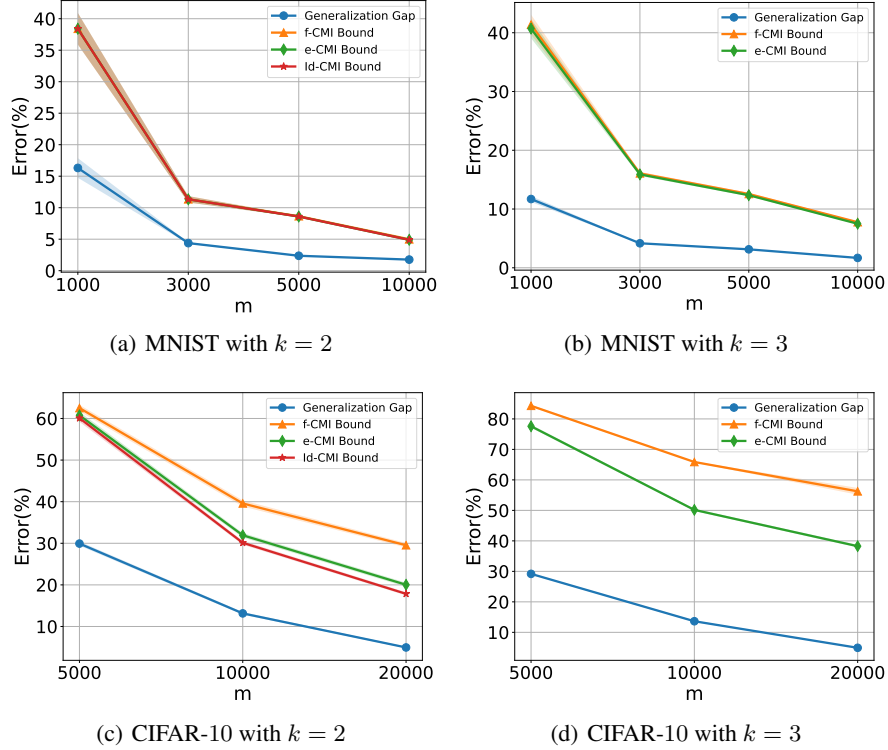 40
35
30
25
20
15
10
5
0
Error(%)
1000
3000
5000
10000
m
Generalization Gap
f-CMI Bound
e-CMI Bound
ld-CMI Bound
(a) MNIST with k = 2
40
30
20
10
0
Error(%)
1000
3000
5000
10000
m
Generalization Gap
f-CMI Bound
e-CMI Bound
(b) MNIST with k = 3
60
50
40
30
20
10
Error(%)
5000
10000
20000
m
Generalization Gap
f-CMI Bound
e-CMI Bound
ld-CMI Bound
(c) CIFAR-10 with k = 2
80
70
60
50
40
30
20
10
Error(%)
5000
10000
20000
m
Generalization Gap
f-CMI Bound
e-CMI Bound
(d) CIFAR-10 with k = 3